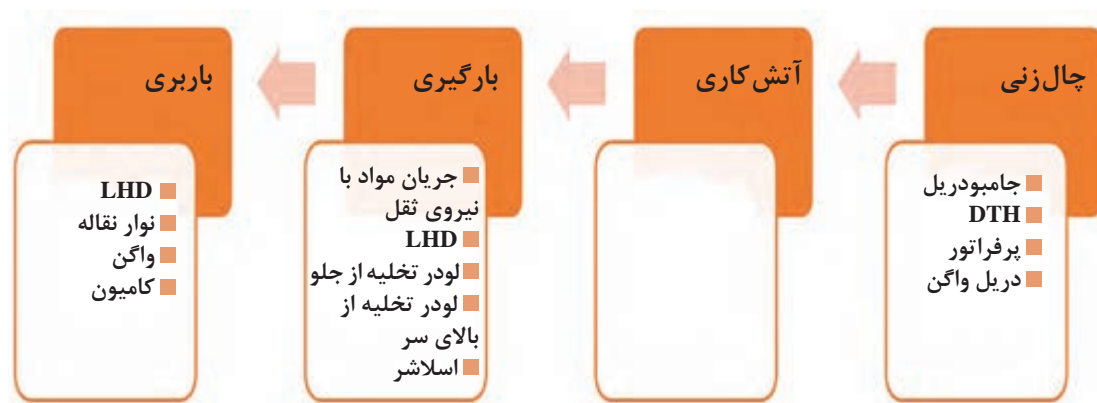 چال‌زنی
جامبودریل
DTH
پرفراتور
دریل واگن
آتش‌کاری
بارگیری
جریان مواد با
نیروی ثقل
LHD
لودر تخلیه از جلو
لودر تخلیه از
بالای سر
اسلاشر
باربری
LHD
نوار نقاله
واگن
کامیون